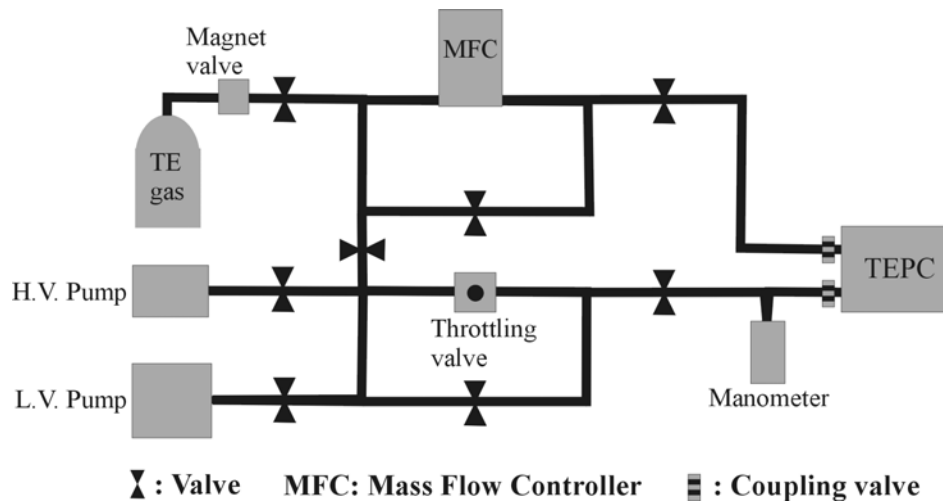 Magnet
valve
MFC
TE
gas
TEPC
H.V. Pump
Throttling
valve
L.V. Pump
Manometer
: Valve MFC: Mass Flow Controller : Coupling valve